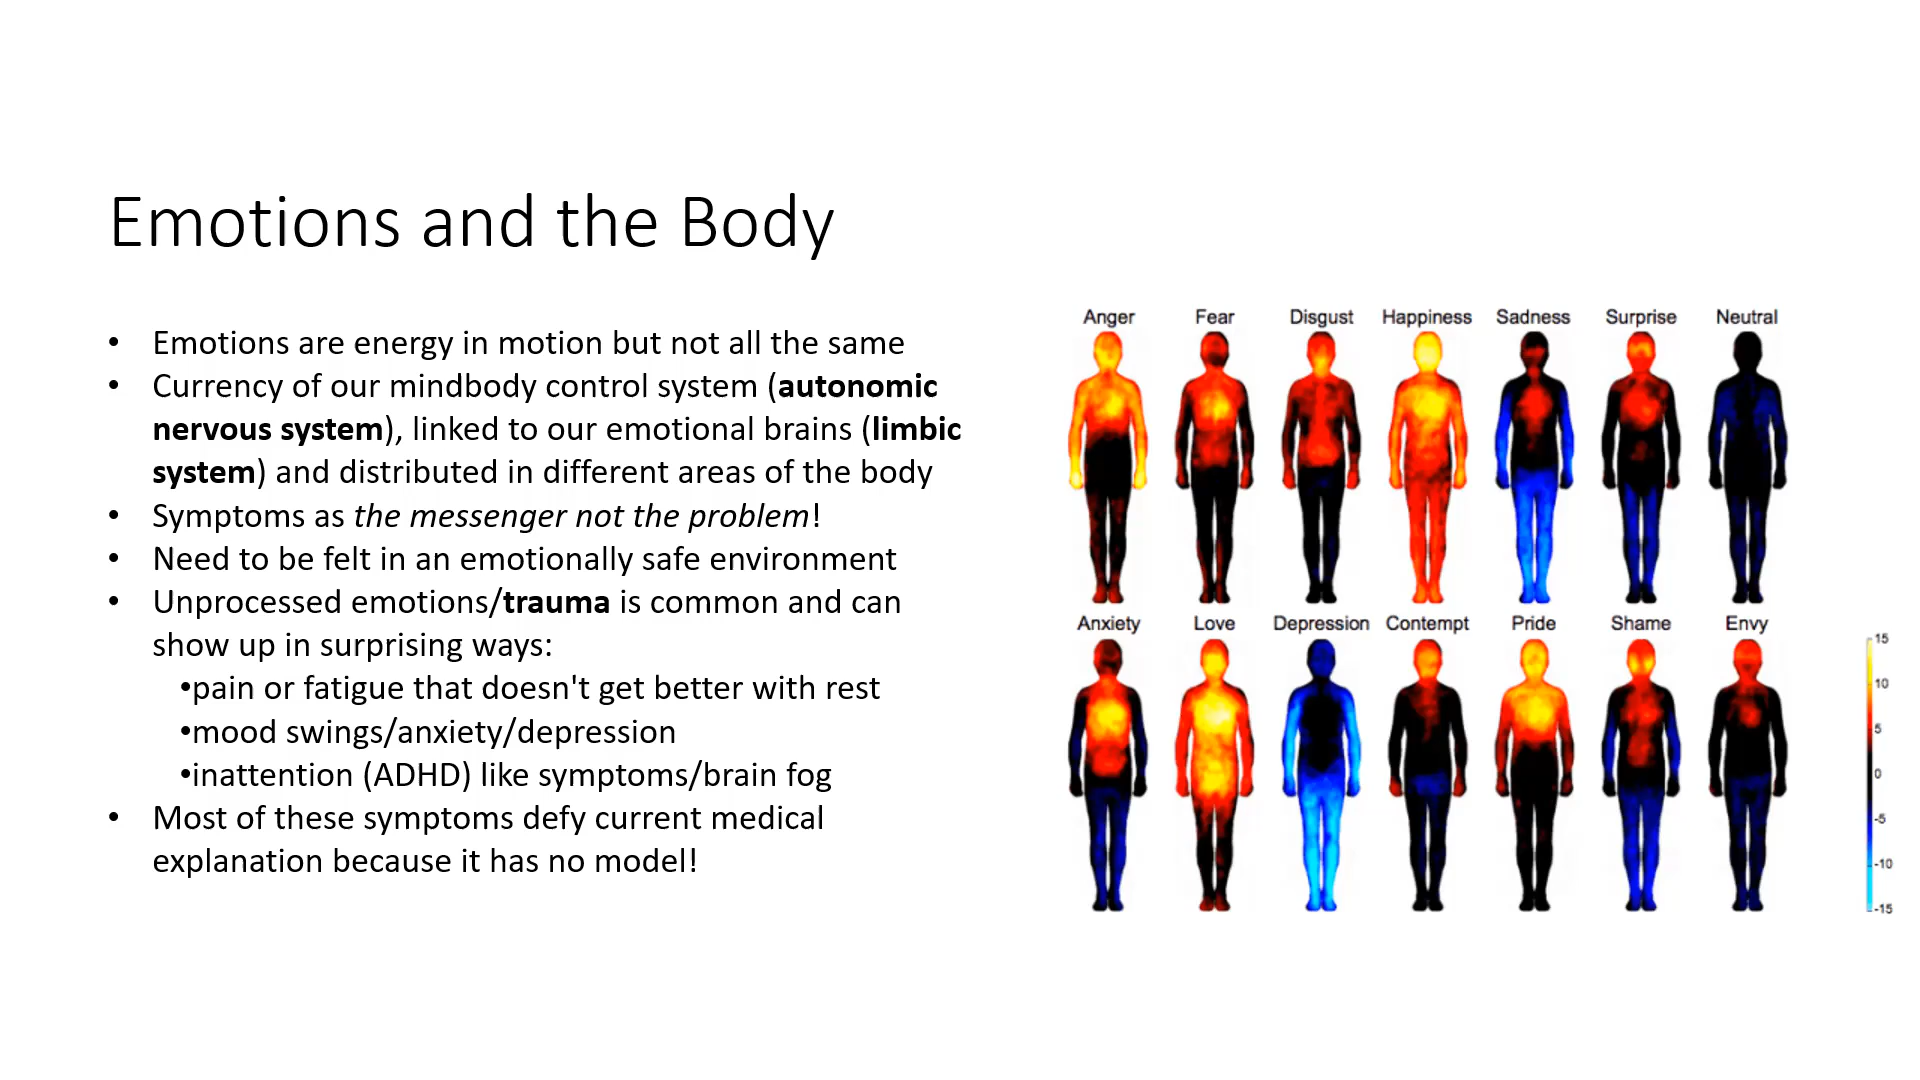 Emotions and the Body
• Emotions are energy in motion but not all the same
• Currency of our mindbody control system (autonomic
nervous system), linked to our emotional brains (limbic
system) and distributed in different areas of the body
• Symptoms as the messenger not the problem!
• Need to be felt in an emotionally safe environment
• Unprocessed emotions/trauma is common and can
show up in surprising ways:
•pain or fatigue that doesn't get better with rest
•mood swings/anxiety/depression
•inattention (ADHD) like symptoms/brain fog
• Most of these symptoms defy current medical
explanation because it has no model!
Anger Fear Disgust Happiness Sadness Surprise Neutral
Anxiety Love Depression Contempt Pride Shame Envy
15
10
5
0
-5
-10
-15